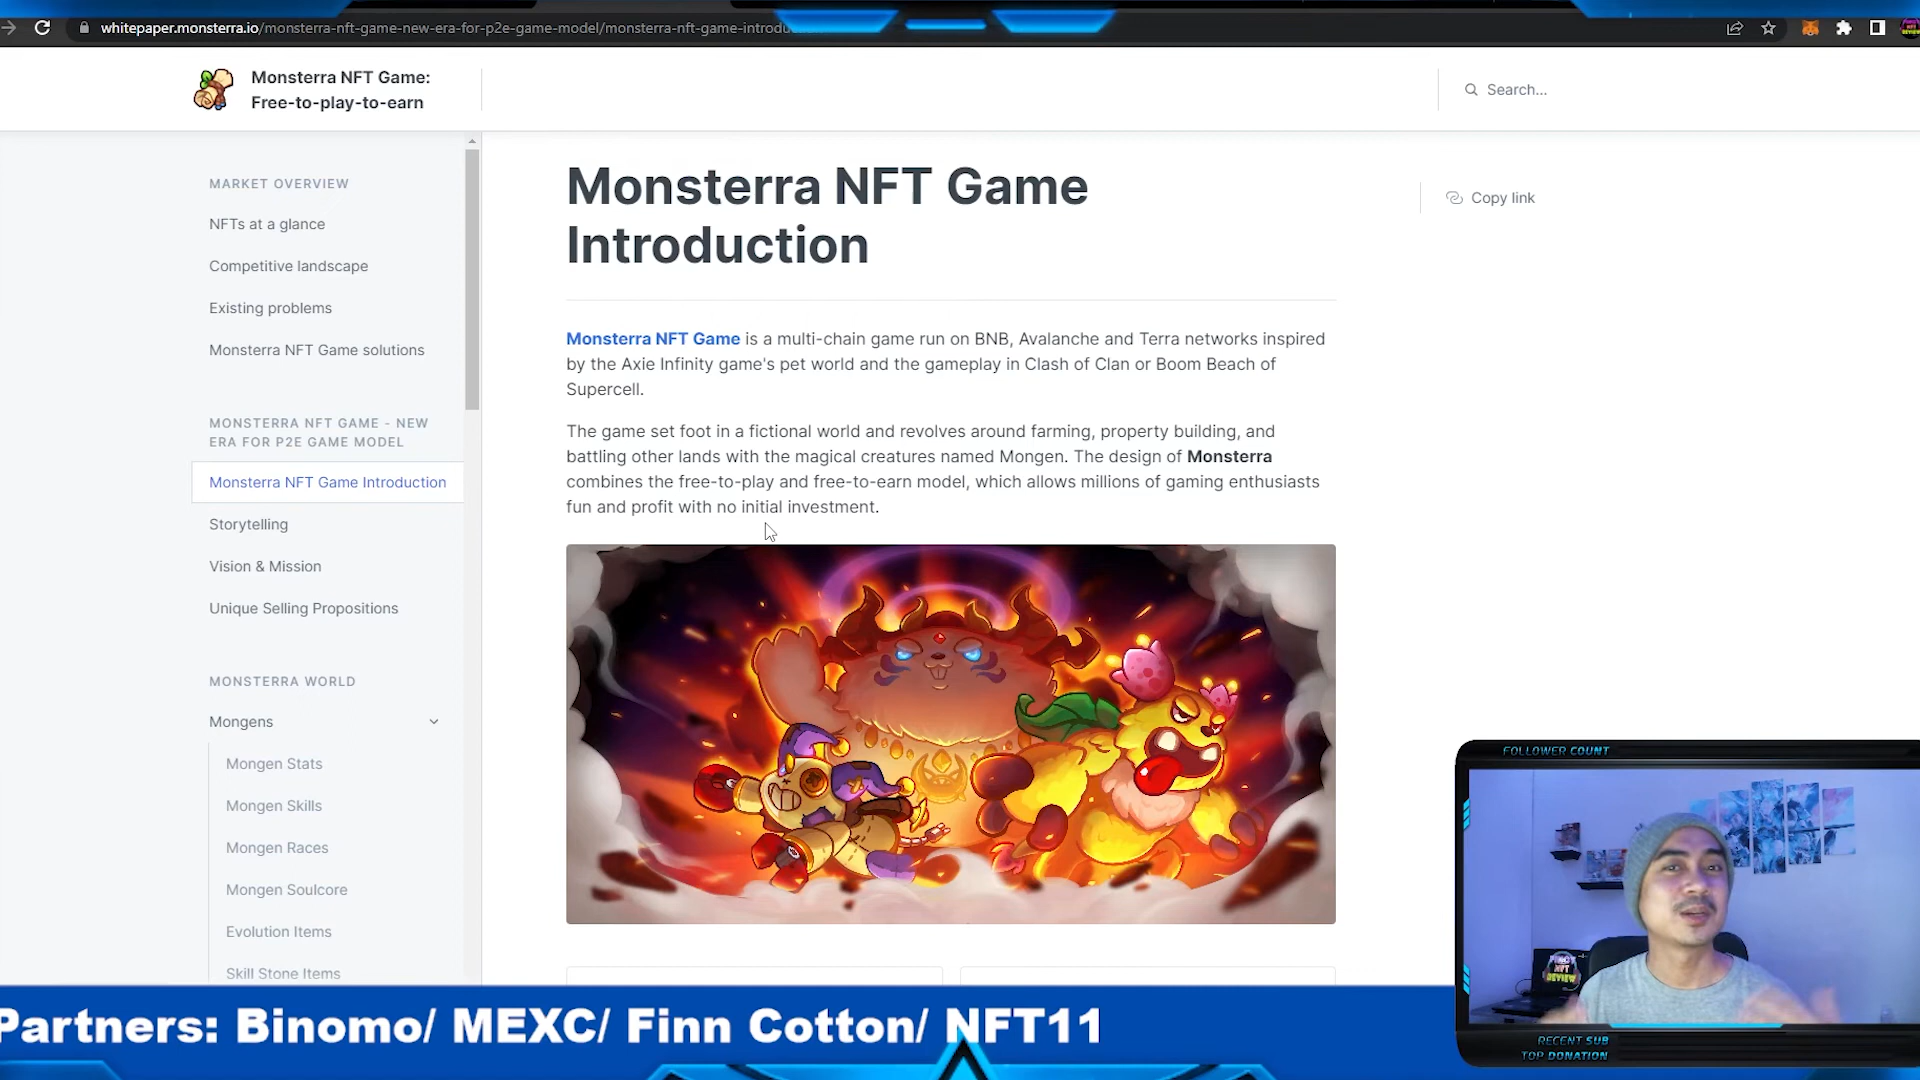 whitepaper.monsterra.io/monsterra-nft-game-new-era-for-p2e-game-model/monsterra-nft-game-introdu
Monsterra NFT Game:
Free-to-play-to-earn
Search...
MARKET OVERVIEW
NFTs at a glance
Competitive landscape
Existing problems
Monsterra NFT Game solutions
MONSTERRA NFT GAME - NEW
ERA FOR P2E GAME MODEL
Monsterra NFT Game Introduction
Storytelling
Vision & Mission
Unique Selling Propositions
MONSTERRA WORLD
Mongens
Mongen Stats
Mongen Skills
Mongen Races
Mongen Soulcore
Evolution Items
Skill Stone Items
Monsterra NFT Game
Introduction
Copy link
Monsterra NFT Game is a multi-chain game run on BNB, Avalanche and Terra networks inspired
by the Axie Infinity game's pet world and the gameplay in Clash of Clan or Boom Beach of
Supercell.
The game set foot in a fictional world and revolves around farming, property building, and
battling other lands with the magical creatures named Mongen. The design of Monsterra
combines the free-to-play and free-to-earn model, which allows millions of gaming enthusiasts
fun and profit with no initial investment.
FOLLOWER COUNT
PINOY
NFT
REVIEW
RECENT SUB
TOP DONATION
Partners: Binomo/ MEXC/ Finn Cotton/ NFT11